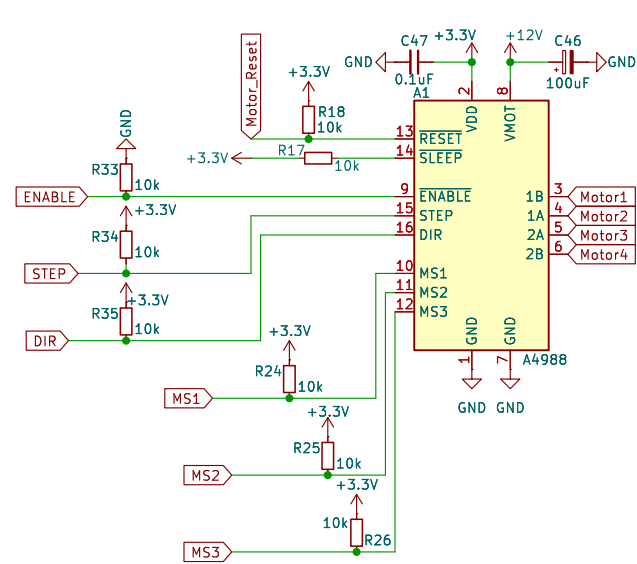 C47
+3.3V
+12V
C46
GND
GND
0.1uF
100uF
A1
Motor_Reset
+3.3V
R18
10k
2
VDD
8
VMOT
13
RESET
+3.3V
R17
10k
14
SLEEP
GND
R33
10k
ENABLE
9
ENABLE
+3.3V
15
STEP
R34
10k
16
DIR
STEP
+3.3V
R35
10k
DIR
1B
3
Motor1
1A
4
Motor2
2A
5
Motor3
2B
6
Motor4
10
MS1
11
MS2
12
MS3
GND
GND
1
7
A4988
GND
GND
+3.3V
R24
10k
MS1
+3.3V
R25
10k
MS2
+3.3V
10k
R26
MS3